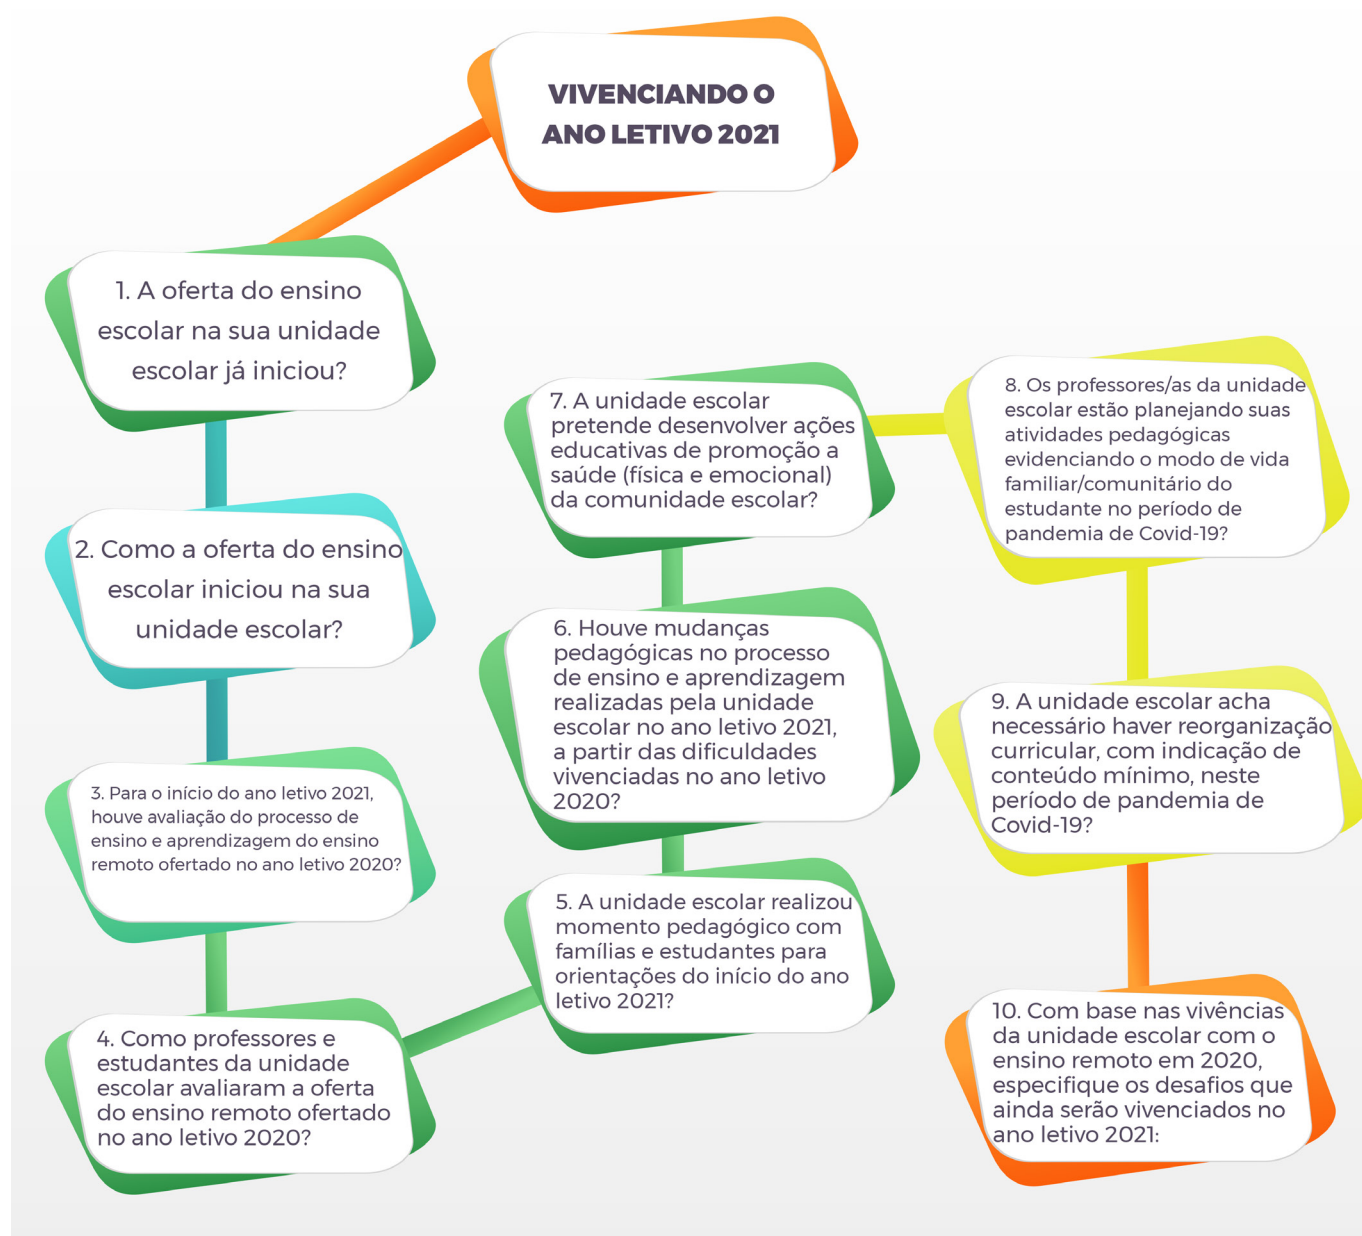 VIVENCIANDO O
ANO LETIVO 2021
1. A oferta do ensino
escolar na sua unidade
escolar já iniciou?
2. Como a oferta do ensino
escolar iniciou na sua
unidade escolar?
3. Para o início do ano letivo 2021,
houve avaliação do processo de
ensino e aprendizagem do ensino
remoto ofertado no ano letivo 2020?
4. Como professores e
estudantes da unidade
escolar avaliaram a oferta
do ensino remoto ofertado
no ano letivo 2020?
5. A unidade escolar realizou
momento pedagógico com
famílias e estudantes para
orientações do início do ano
letivo 2021?
6. Houve mudanças
pedagógicas no processo
de ensino e aprendizagem
realizadas pela unidade
escolar no ano letivo 2021,
a partir das dificuldades
vivenciadas no ano letivo
2020?
7. A unidade escolar
pretende desenvolver ações
educativas de promoção a
saúde (física e emocional)
da comunidade escolar?
8. Os professores/as da unidade
escolar estão planejando suas
atividades pedagógicas
evidenciando o modo de vida
familiar/comunitário do
estudante no período de
pandemia de Covid-19?
9. A unidade escolar acha
necessário haver reorganização
curricular, com indicação de
conteúdo mínimo, neste
período de pandemia de
Covid-19?
10. Com base nas vivências
da unidade escolar com o
ensino remoto em 2020,
especifique os desafios que
ainda serão vivenciados no
ano letivo 2021: